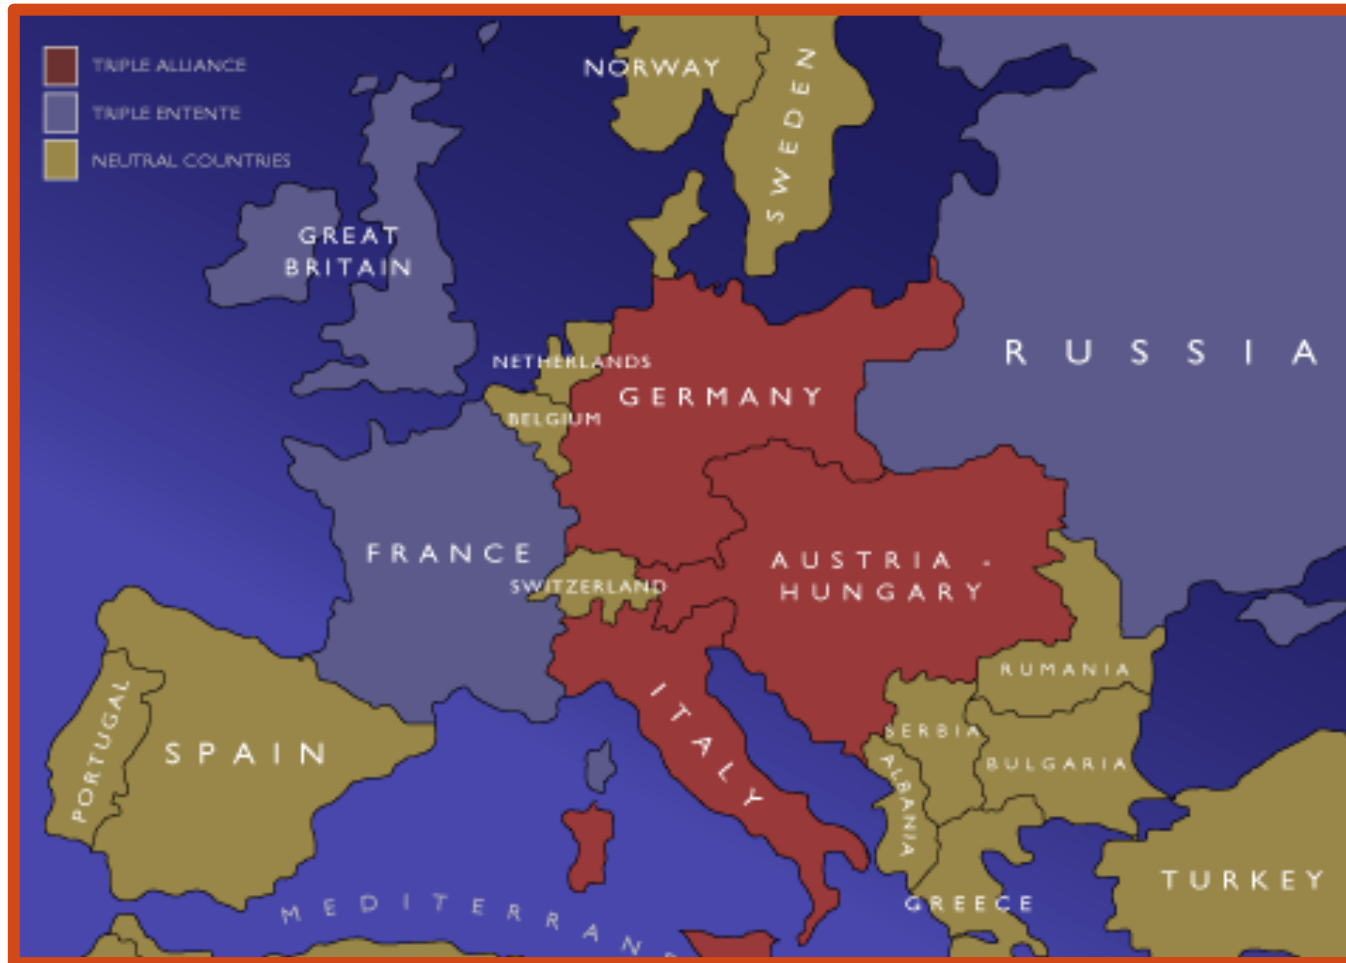 TRIPLE ALLIANCE
TRIPLE ENTENTE
NEUTRAL COUNTRIES
NORWAY
SWEDEN
GREAT
BRITAIN
RUSSIA
NETHERLANDS
GERMANY
BELGIUM
FRANCE
AUSTRIA -
HUNGARY
SWITZERLAND
RUMANIA
ITALY
PORTUGAL
SPAIN
SERBIA
BULGARIA
ALBANIA
TURKEY
GREECE
MEDITERRAN